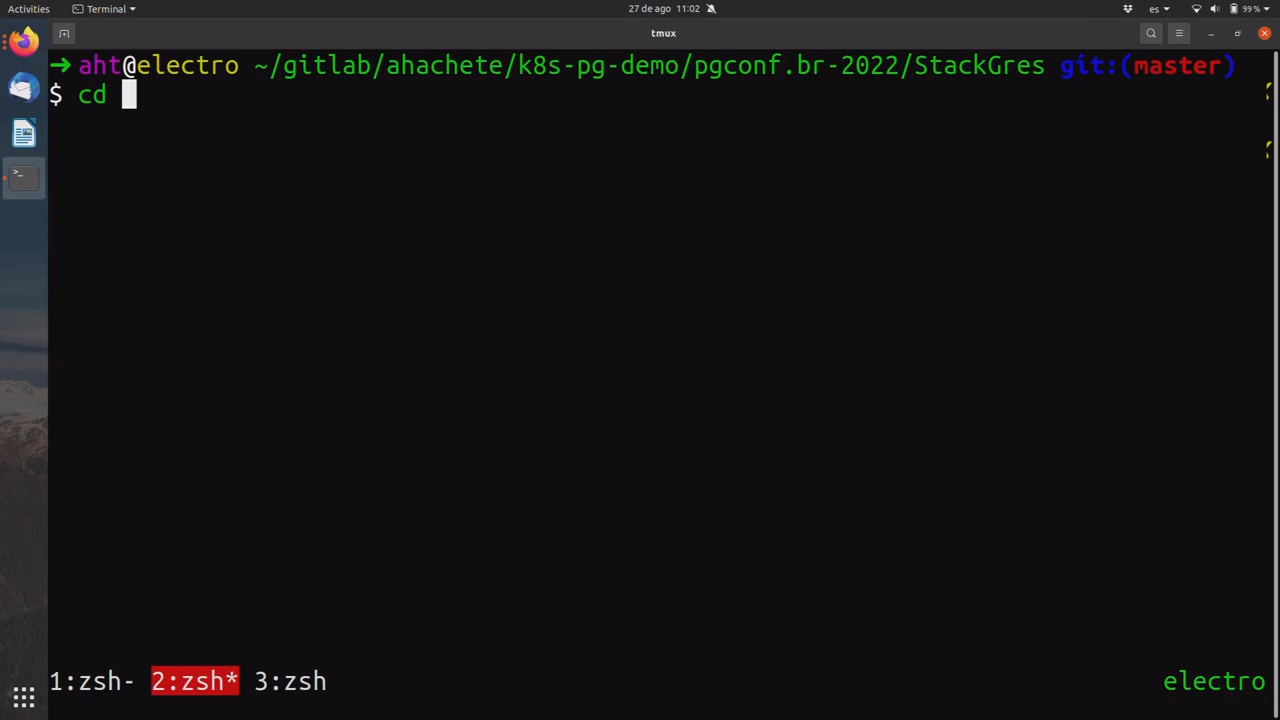 Activities Terminal 27 de ago 11:02 es 99 %
tmux
➜ aht@electro ~/gitlab/ahachete/k8s-pg-demo/pgconf.br-2022/StackGres git:(master)
$ cd
1:zsh- 2:zsh* 3:zsh electro